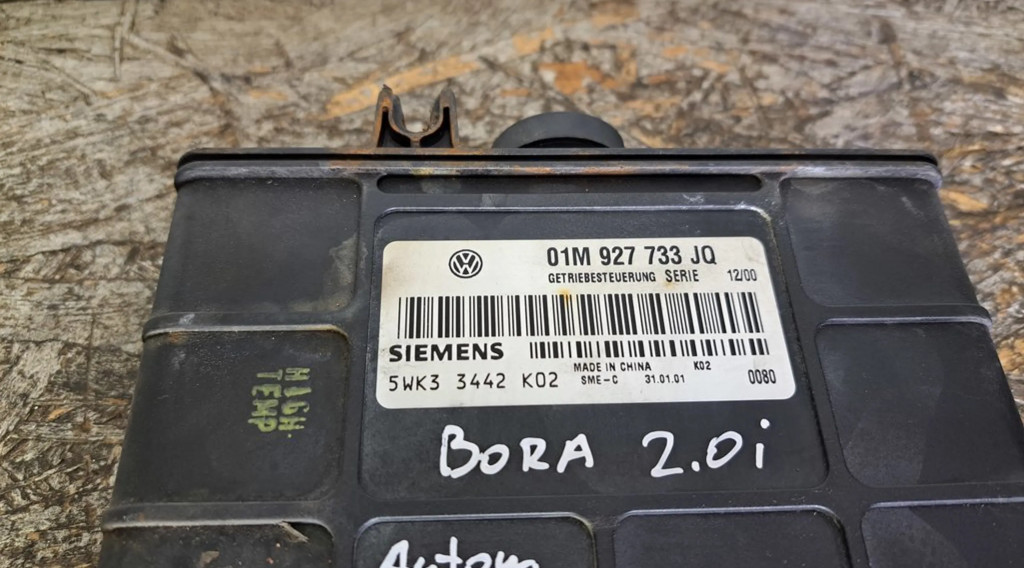 01M 927 733 JQ
GETRIEBESTEUERUNG SERIE 12/00
SIEMENS
MADE IN CHINA K02
5WK3 3442 K02 SME-C 31.01.01 0080
HIGH
TEMP
BORA 2.0i
Autom